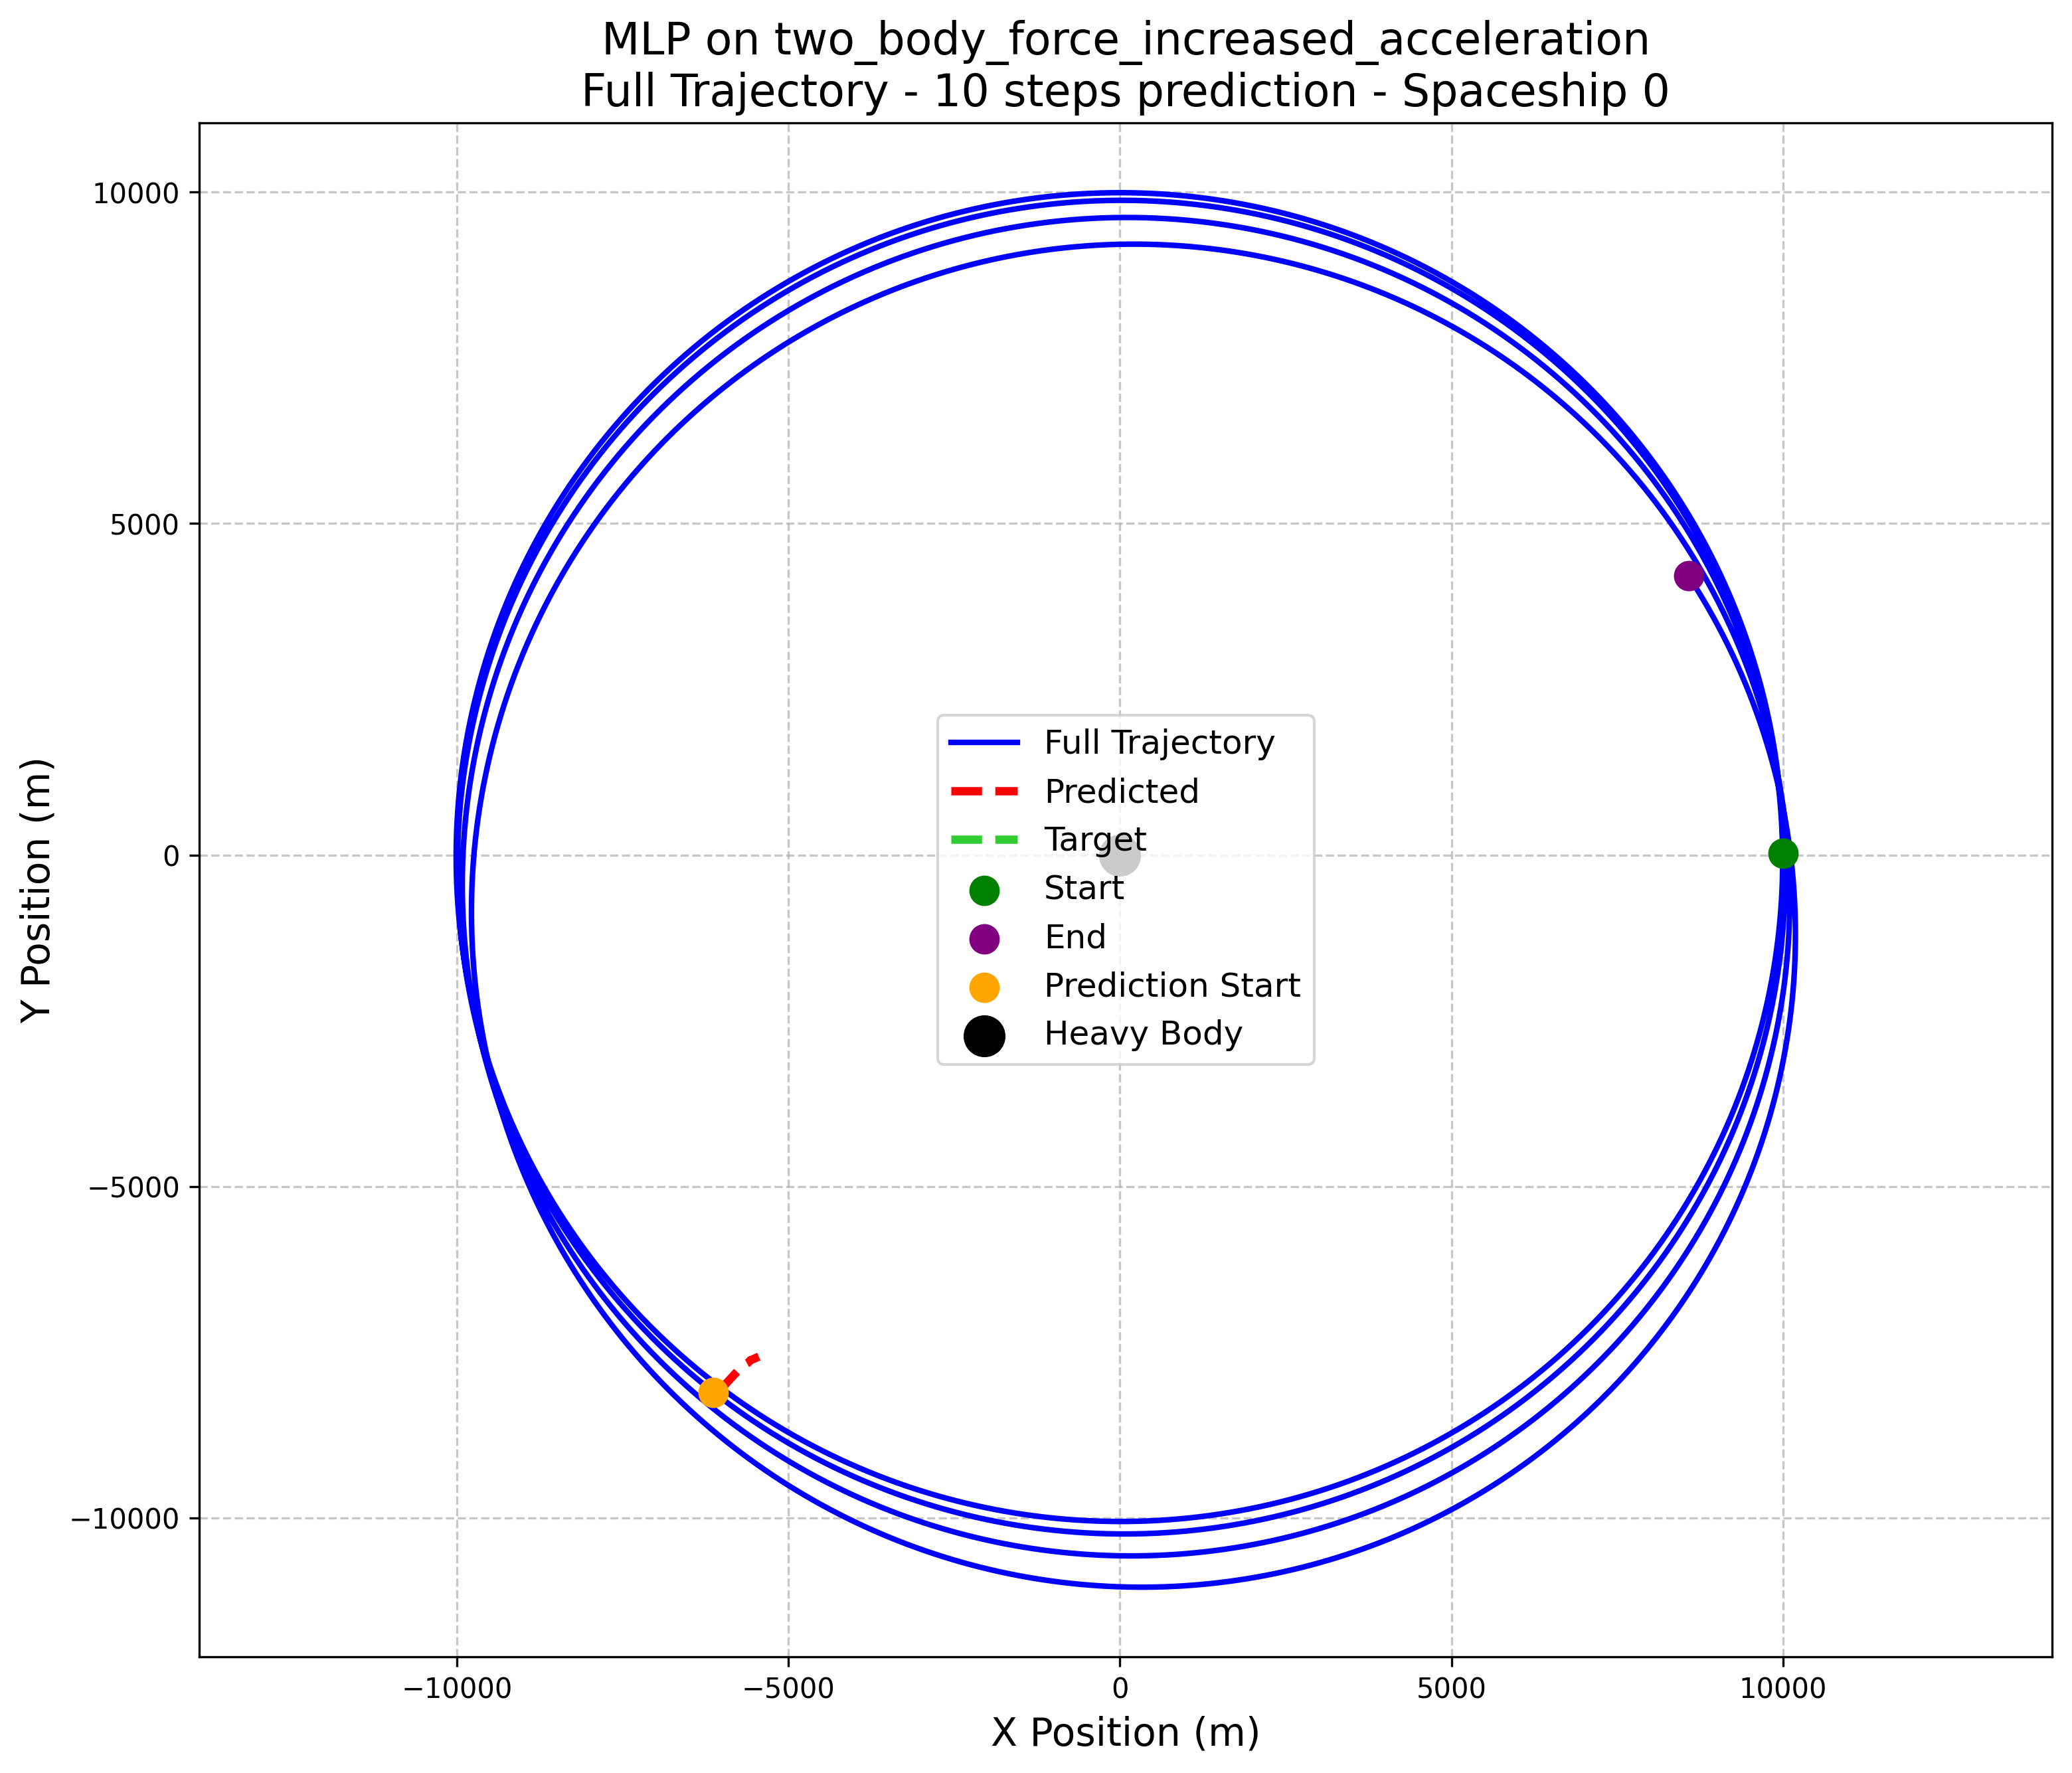 MLP on two_body_force_increased_acceleration
Full Trajectory - 10 steps prediction - Spaceship 0
10000
5000
0
−5000
−10000
Y Position (m)
Full Trajectory
Predicted
Target
Start
End
Prediction Start
Heavy Body
−10000
−5000
0
5000
10000
X Position (m)